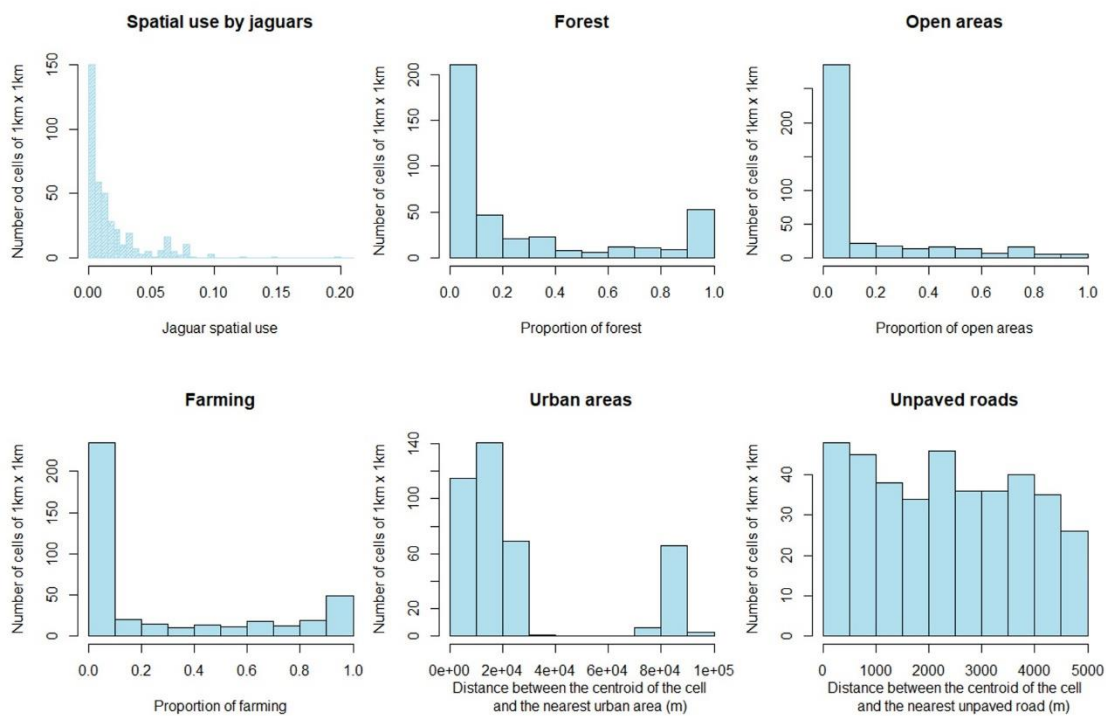 Spatial use by jaguars
Number od cells of 1km x 1km
150
100
50
0
0.00 0.05 0.10 0.15 0.20
Jaguar spatial use
Forest
Number of cells of 1km x 1km
200
150
100
50
0
0.0 0.2 0.4 0.6 0.8 1.0
Proportion of forest
Open areas
Number of cells of 1km x 1km
200
100
50
0
0.0 0.2 0.4 0.6 0.8 1.0
Proportion of open areas
Farming
Number of cells of 1km x 1km
200
150
100
50
0
0.0 0.2 0.4 0.6 0.8 1.0
Proportion of farming
Urban areas
Number of cells of 1km x 1km
140
100
60
20
0
0e+00 2e+04 4e+04 6e+04 8e+04 1e+05
Distance between the centroid of the cell
and the nearest urban area (m)
Unpaved roads
Number of cells of 1km x 1km
40
30
20
10
0
0 1000 2000 3000 4000 5000
Distance between the centroid of the cell
and the nearest unpaved road (m)